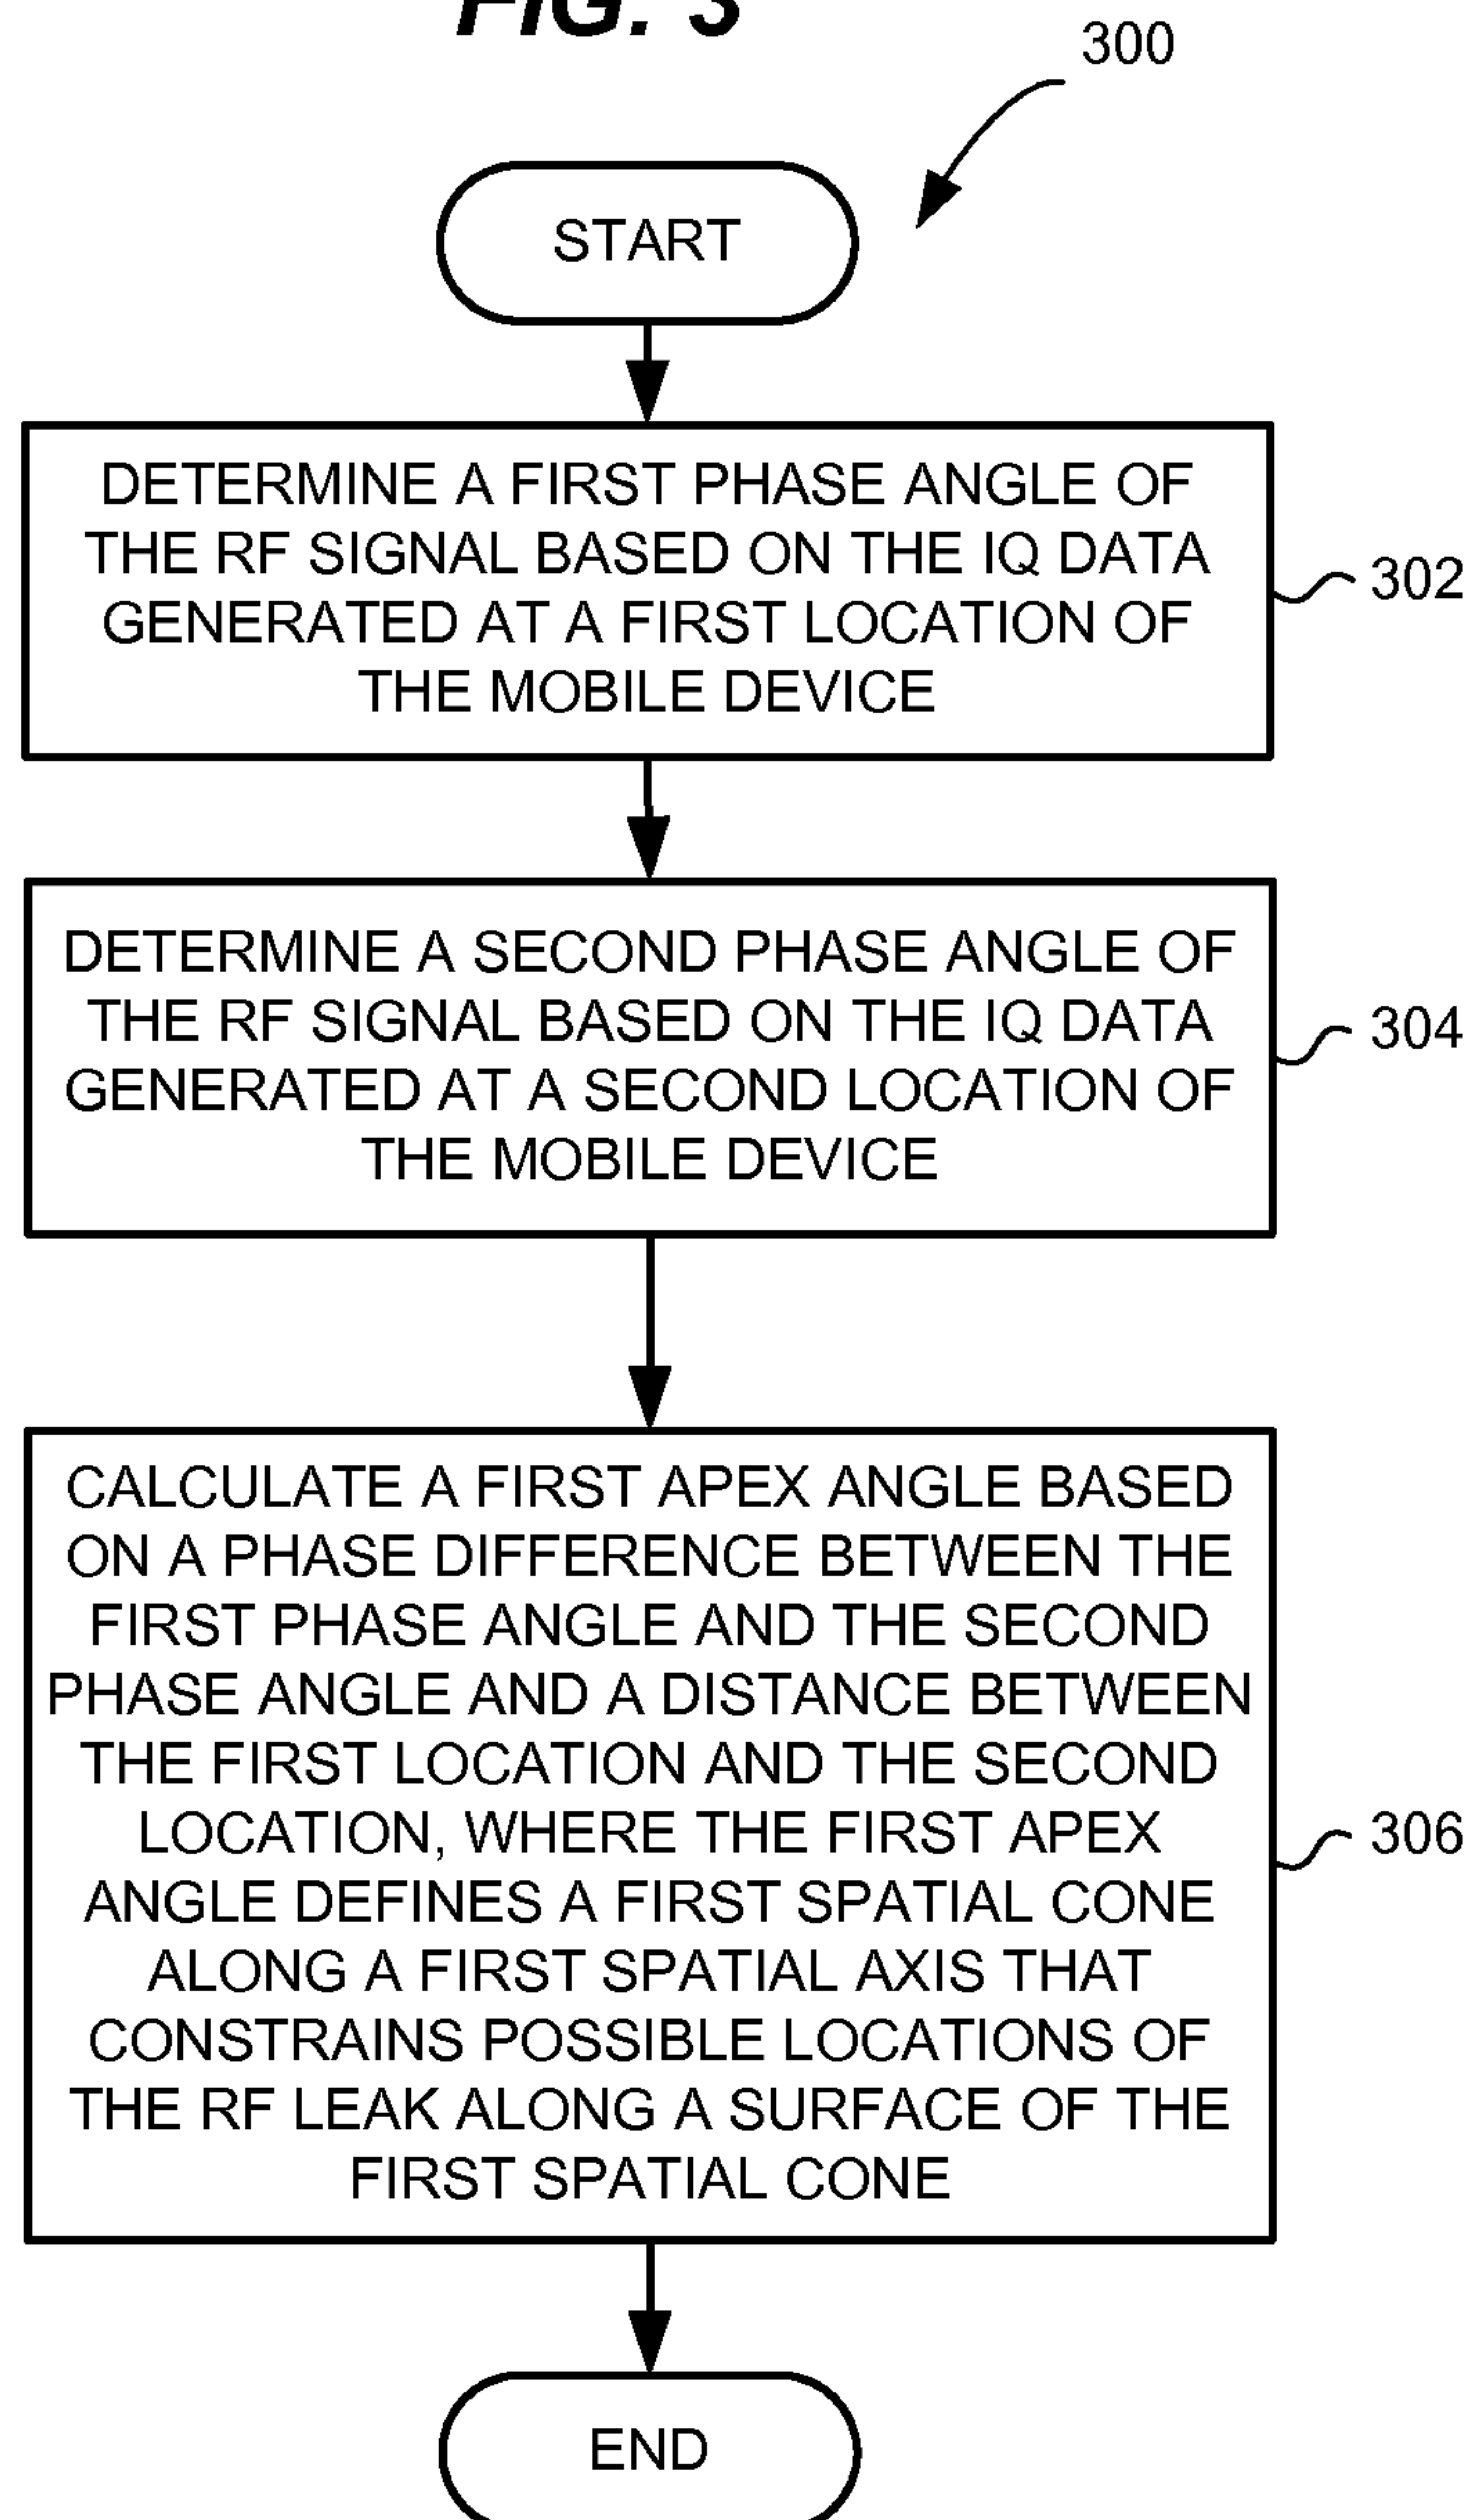 FIG. 3
300
START
DETERMINE A FIRST PHASE ANGLE OF
THE RF SIGNAL BASED ON THE IQ DATA
GENERATED AT A FIRST LOCATION OF
THE MOBILE DEVICE
302
DETERMINE A SECOND PHASE ANGLE OF
THE RF SIGNAL BASED ON THE IQ DATA
GENERATED AT A SECOND LOCATION OF
THE MOBILE DEVICE
304
CALCULATE A FIRST APEX ANGLE BASED
ON A PHASE DIFFERENCE BETWEEN THE
FIRST PHASE ANGLE AND THE SECOND
PHASE ANGLE AND A DISTANCE BETWEEN
THE FIRST LOCATION AND THE SECOND
LOCATION, WHERE THE FIRST APEX
ANGLE DEFINES A FIRST SPATIAL CONE
ALONG A FIRST SPATIAL AXIS THAT
CONSTRAINS POSSIBLE LOCATIONS OF
THE RF LEAK ALONG A SURFACE OF THE
FIRST SPATIAL CONE
306
END